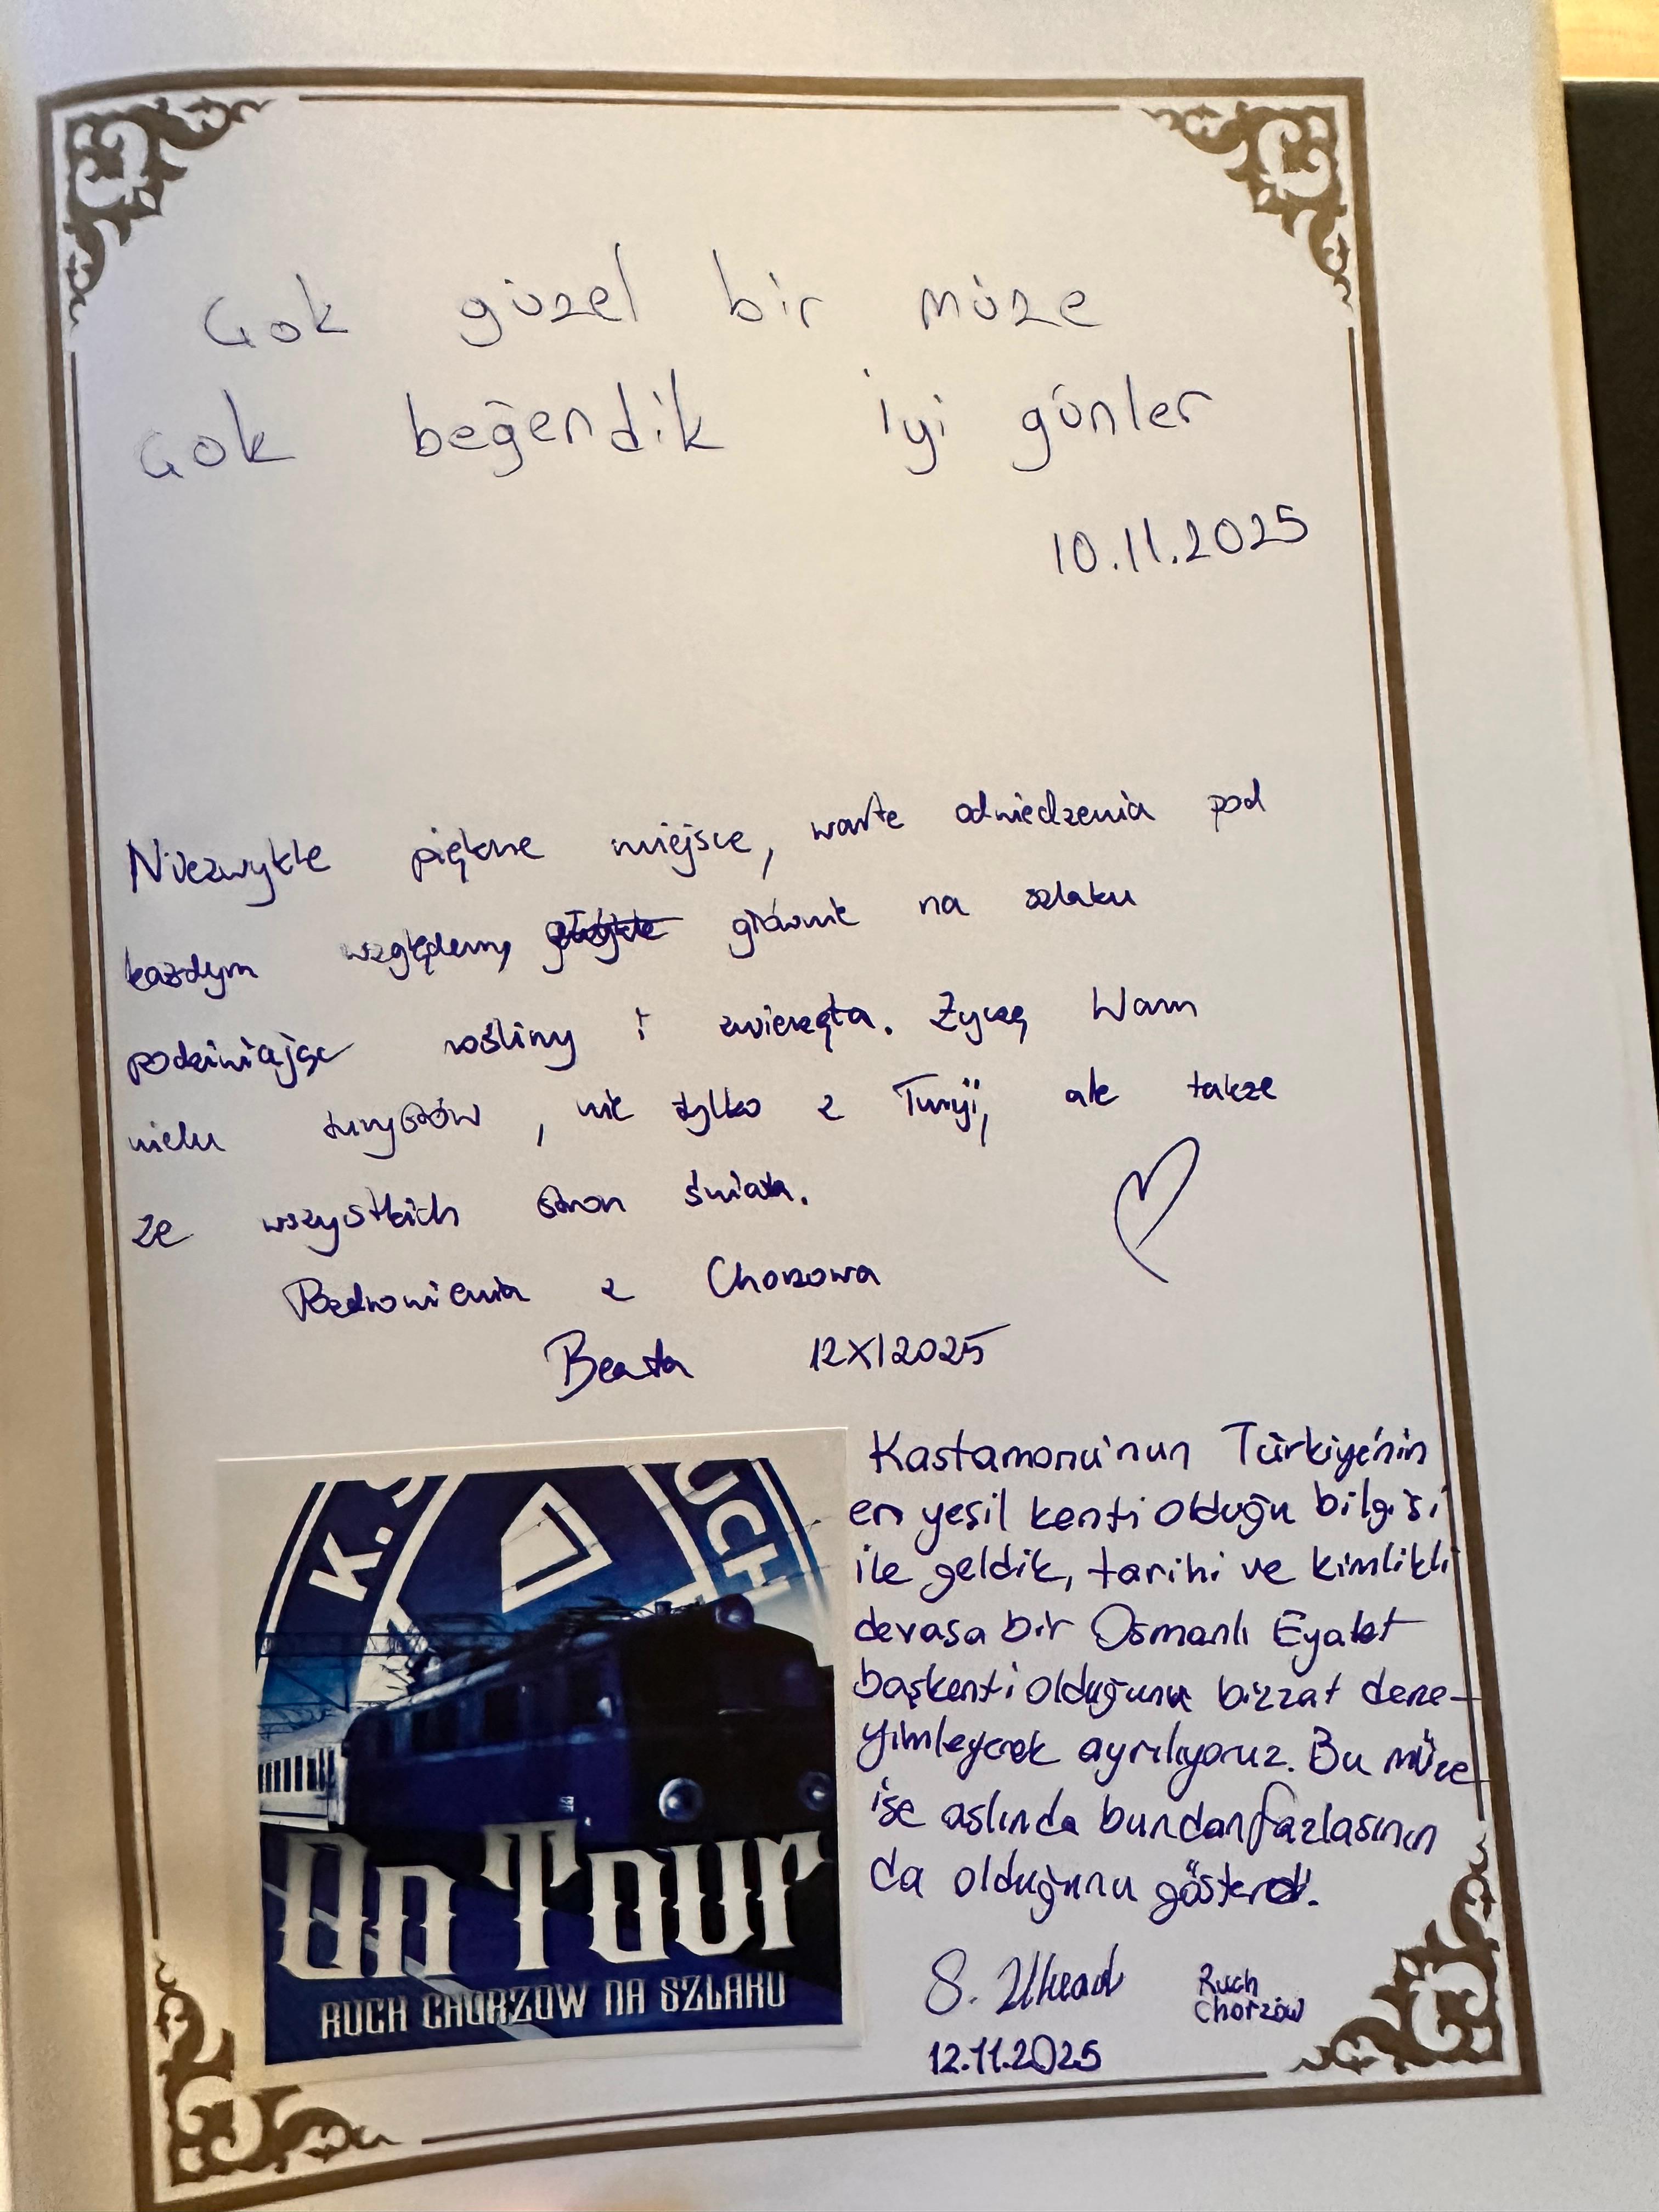 Çok güzel bir müze
Çok beğendik iyi günler
10.11.2025
Niezwykle piękne miejsce, warte odwiedzenia pod
każdym względem, głównie na szlaku
podziwiając rośliny i zwierzęta. Życzę Wam
wielu turystów, nie tylko z Turcji, ale także
ze wszystkich stron świata.
Pozdrowienia z Chorzowa
Beata 12XI2025
Kastamonu'nun Türkiye'nin
en yeşil kenti olduğu bilgisi
ile geldik, tarihi ve kimlikli
devasa bir Osmanlı Eyalet
başkenti olduğunu bizzat dene-
yimleyerek ayrılıyoruz. Bu müze
ise aslında bundan fazlasının
da olduğunu gösterdi.
S.
Ruch
Chorzów
12.11.2025
K.S
UCH
On Tour
RUCH CHORZÓW NA SZLAKU